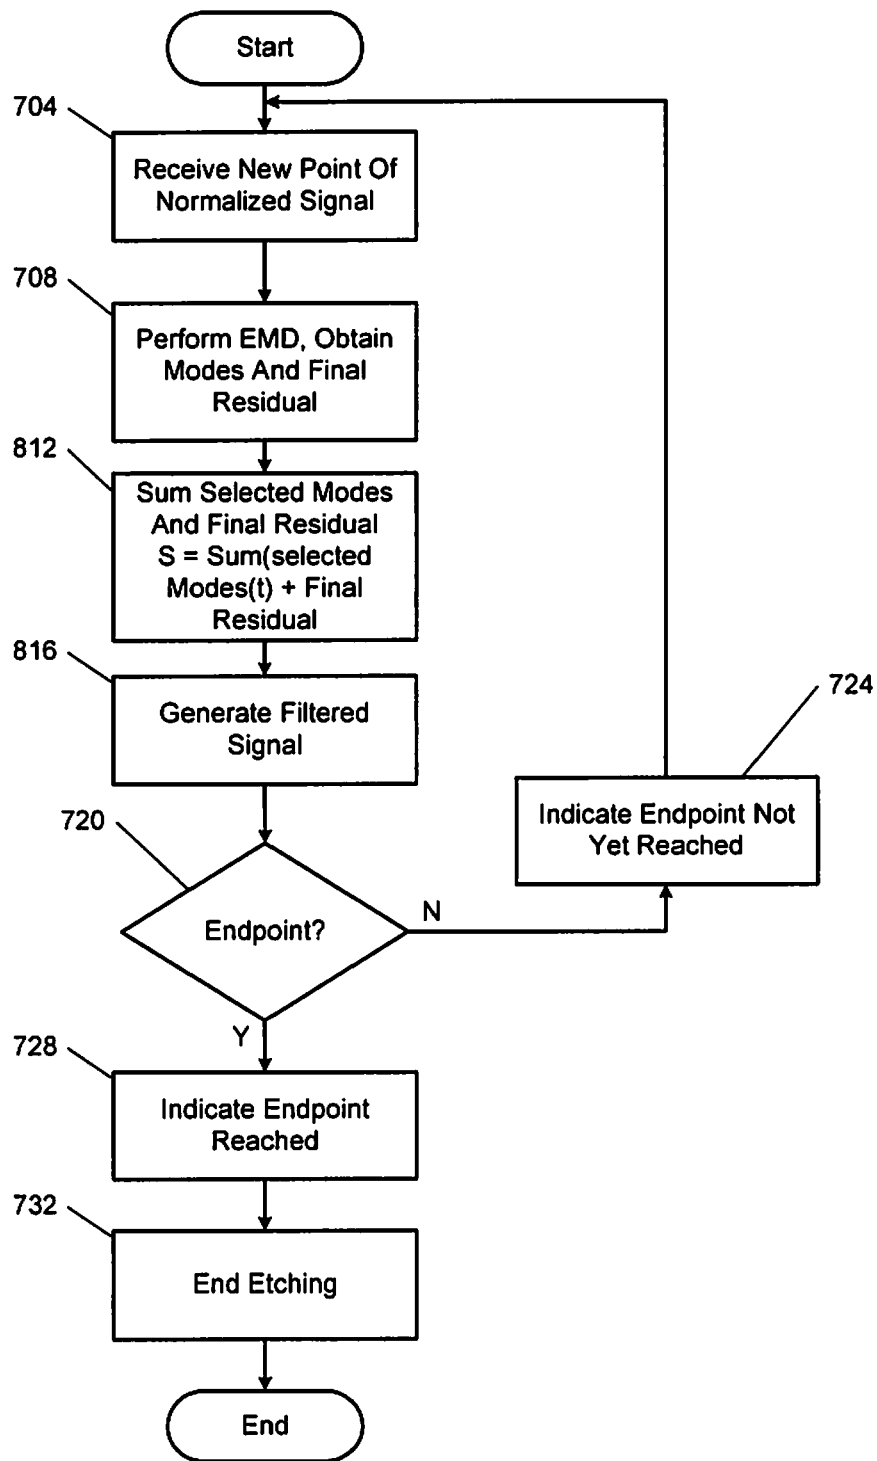 Start
704
Receive New Point Of
Normalized Signal
708
Perform EMD, Obtain
Modes And Final
Residual
812
Sum Selected Modes
And Final Residual
S = Sum(selected
Modes(t) + Final
Residual
816
Generate Filtered
Signal
724
Indicate Endpoint Not
Yet Reached
720
Endpoint?
N
Y
728
Indicate Endpoint
Reached
732
End Etching
End